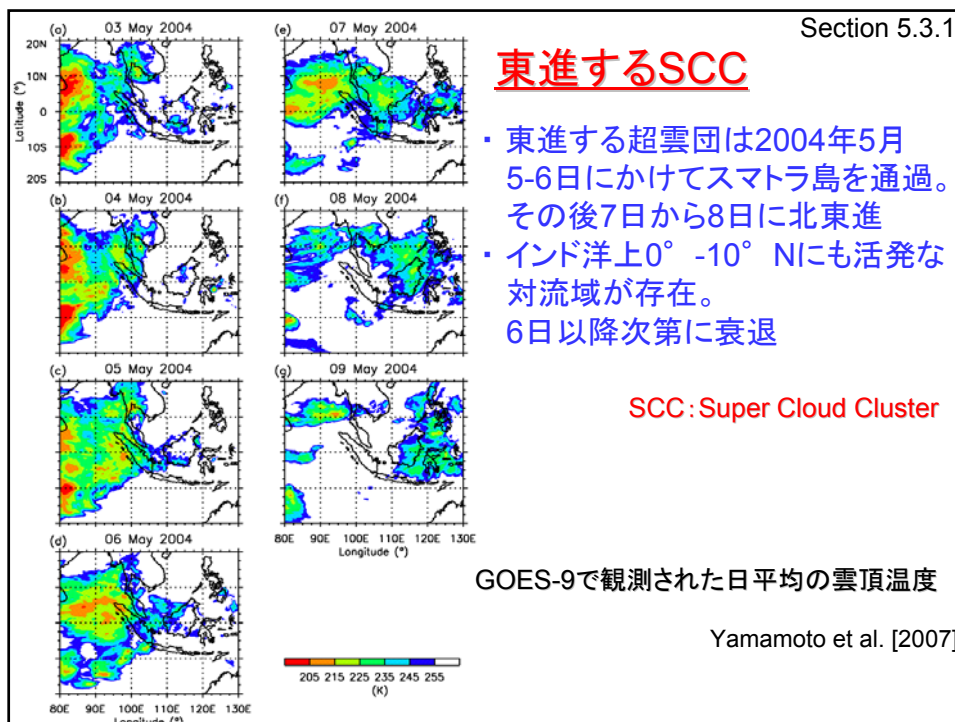 Section 5.3.1
東進するSCC
・ 東進する超雲団は2004年5月
5-6日にかけてスマトラ島を通過。
その後7日から8日に北東進
・ インド洋上0° -10° Nにも活発な
対流域が存在。
6日以降次第に衰退
SCC：Super Cloud Cluster
GOES-9で観測された日平均の雲頂温度
Yamamoto et al. [2007]
(a) 03 May 2004
20N
10N
0
10S
20S
Latitude (°)
(b) 04 May 2004
(c) 05 May 2004
(d) 06 May 2004
80E 90E 100E 110E 120E 130E
Longitude (°)
(e) 07 May 2004
(f) 08 May 2004
(g) 09 May 2004
80E 90E 100E 110E 120E 130E
Longitude (°)
205 215 225 235 245 255
(K)